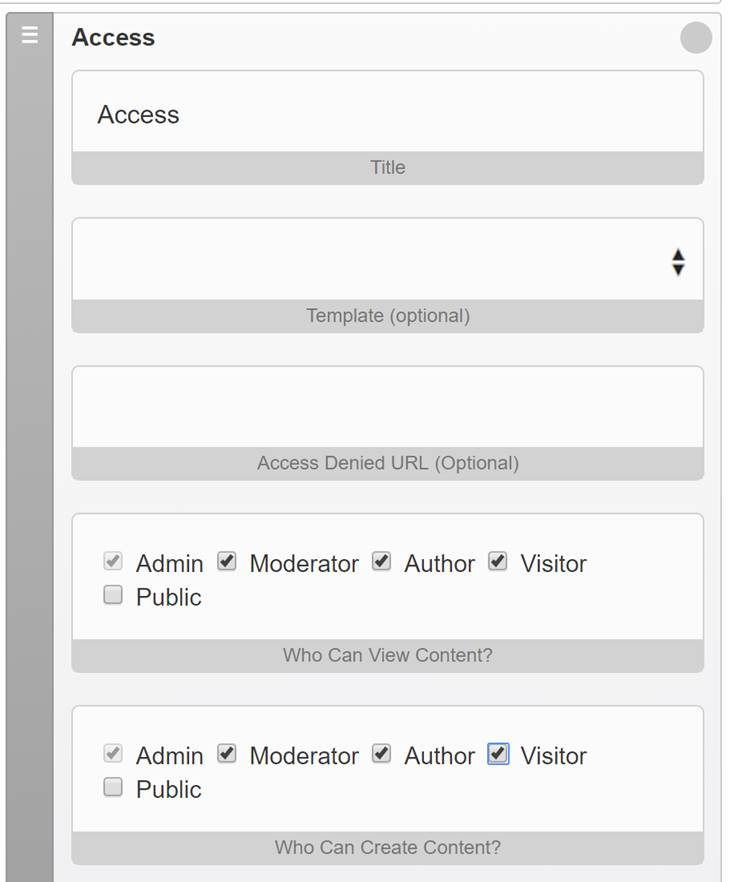 Access
Access
Title
Template (optional)
Access Denied URL (Optional)
Admin Moderator Author Visitor
Public
Who Can View Content?
Admin Moderator Author Visitor
Public
Who Can Create Content?